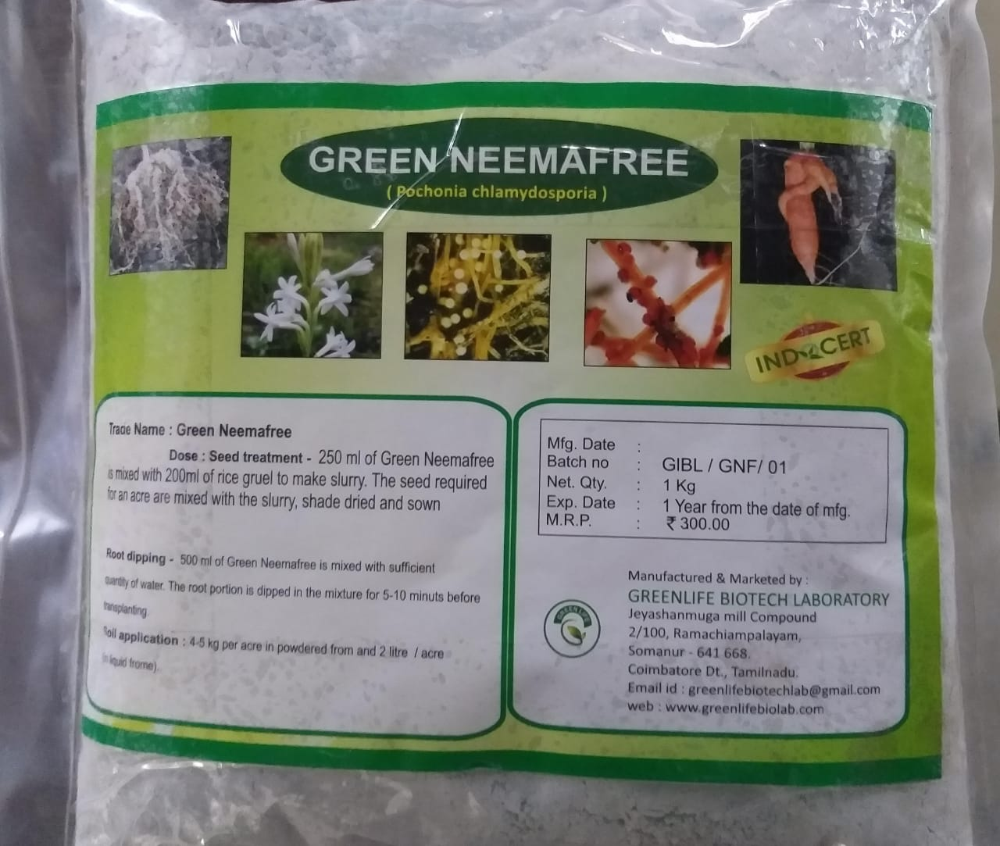 GREEN NEEMAFREE
( Pochonia chlamydosporia )
INDOCERT
Trade Name : Green Neemafree
Dose : Seed treatment - 250 ml of Green Neemafree
is mixed with 200ml of rice gruel to make slurry. The seed required
for an acre are mixed with the slurry, shade dried and sown
Root dipping - 500 ml of Green Neemafree is mixed with sufficient
quantity of water. The root portion is dipped in the mixture for 5-10 minuts before
transplanting.
Soil application : 4-5 kg per acre in powdered from and 2 litre / acre
in liquid frome).
Mfg. Date :
Batch no : GIBL / GNF/ 01
Net. Qty. : 1 Kg
Exp. Date : 1 Year from the date of mfg.
M.R.P. : ₹ 300.00
Manufactured & Marketed by :
GREENLIFE BIOTECH LABORATORY
Jeyashanmuga mill Compound
2/100, Ramachiampalayam,
Somanur - 641 668.
Coimbatore Dt., Tamilnadu.
Email id : greenlifebiotechlab@gmail.com
web : www.greenlifebiolab.com
GREEN LIFE